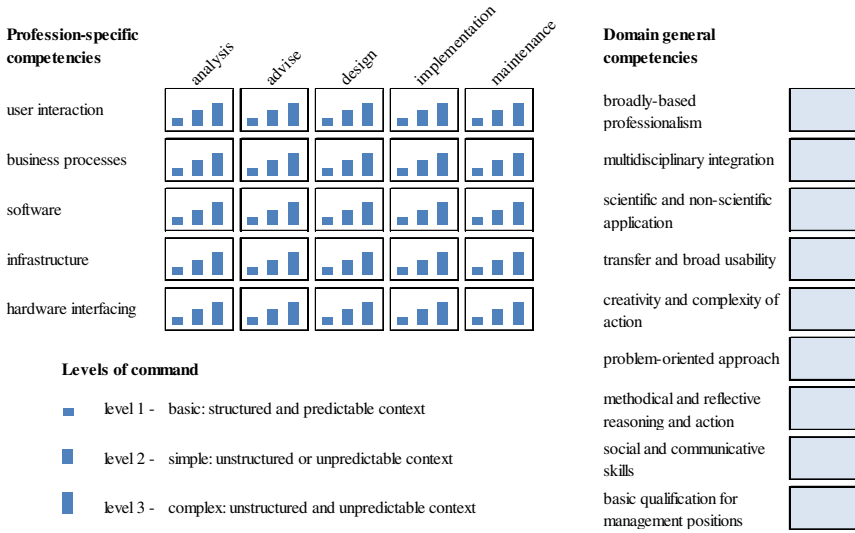 Profession-specific
competencies
analysis
advise
design
implementation
maintenance
user interaction
business processes
software
infrastructure
hardware interfacing
Levels of command
level 1 - basic: structured and predictable context
level 2 - simple: unstructured or unpredictable context
level 3 - complex: unstructured and unpredictable context
Domain general
competencies
broadly-based
professionalism
multidisciplinary integration
scientific and non-scientific
application
transfer and broad usability
creativity and complexity of
action
problem-oriented approach
methodical and reflective
reasoning and action
social and communicative
skills
basic qualification for
management positions